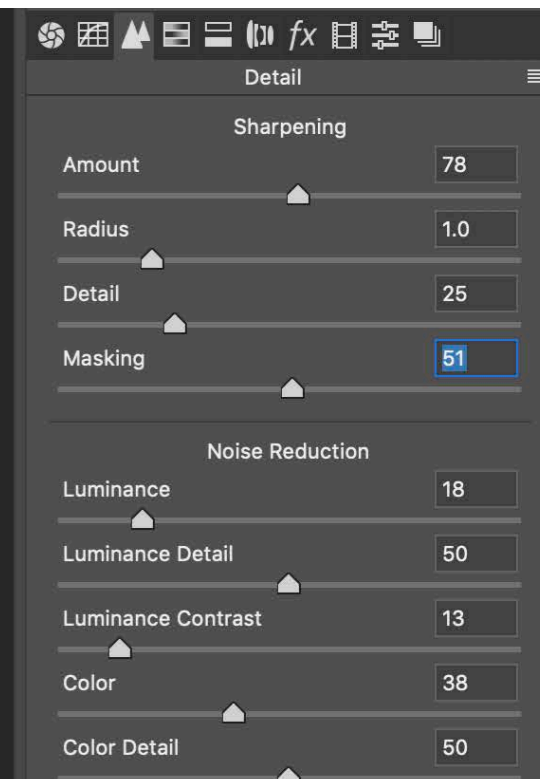 fx
Detail
Sharpening
Amount 78
Radius 1.0
Detail 25
Masking 51
Noise Reduction
Luminance 18
Luminance Detail 50
Luminance Contrast 13
Color 38
Color Detail 50